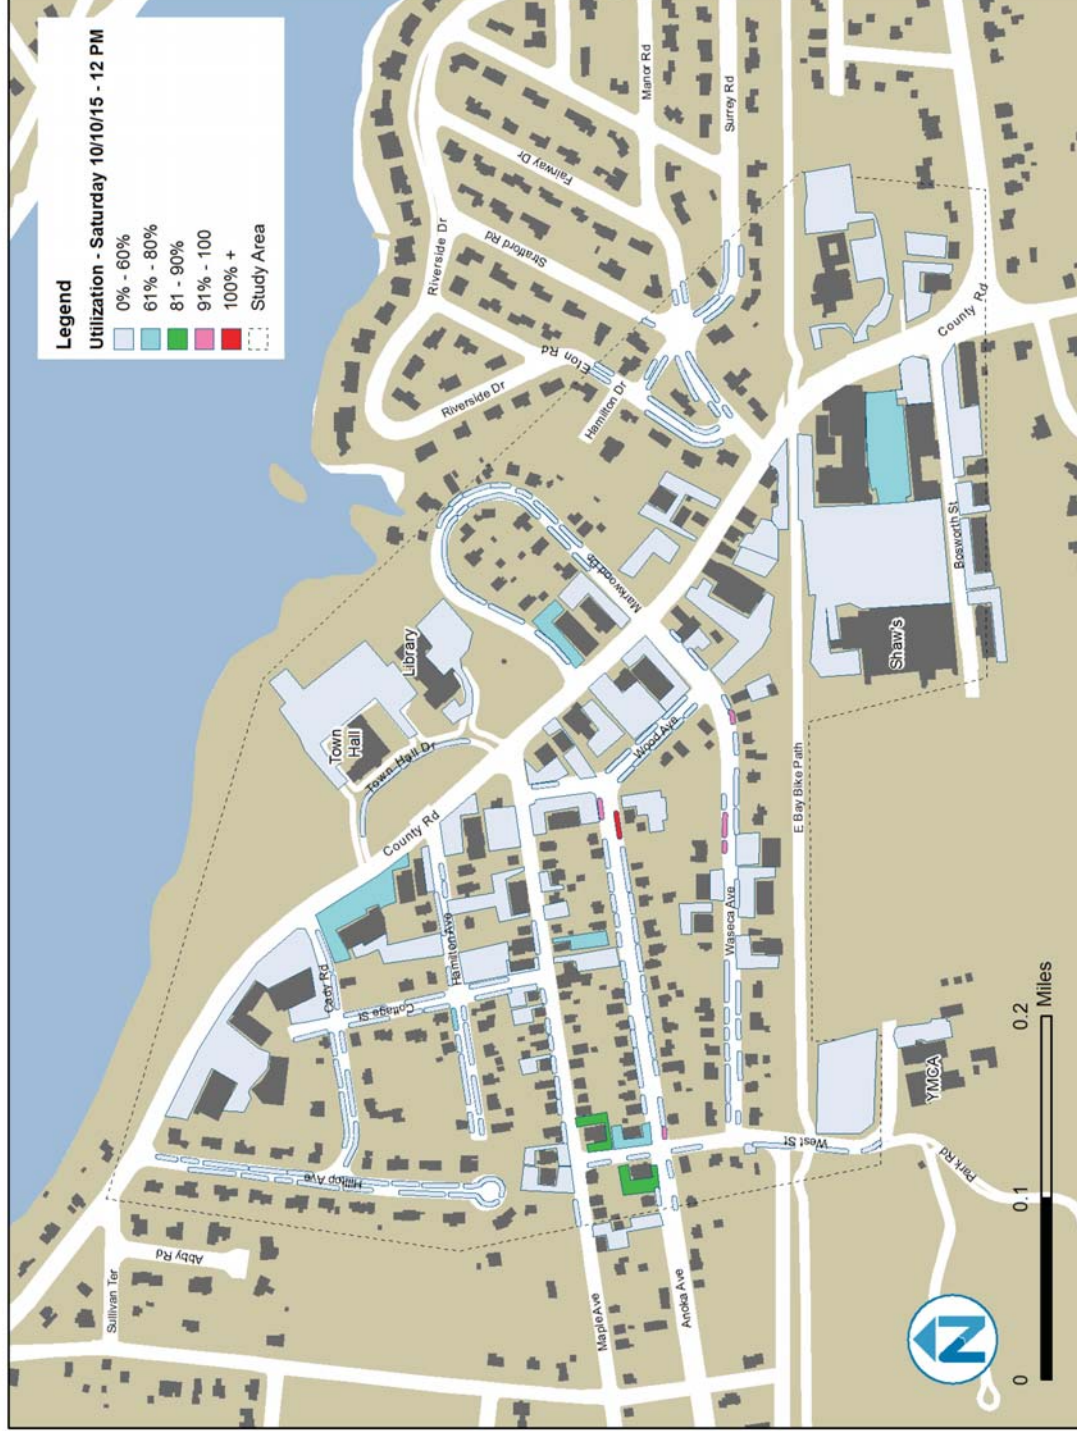 Legend
Utilization - Saturday 10/10/15 - 12 PM
0% - 60%
61% - 80%
81 - 90%
91% - 100
100% +
Study Area
Manor Rd
Surrey Rd
Fairway Dr
Stratford Rd
Riverside Dr
Elton Rd
Riverside Dr
Hamilton Dr
County Rd
Markwood Dr
Bosworth St
Shaw's
Library
Town
Hall
Town Hall Dr
Wood Ave
E Bay Bike Path
County Rd
Hamilton Ave
Waseca Ave
Cady Rd
Cottage St
YMCA
West St
Park Rd
Hilltop Ave
Abby Rd
Sullivan Ter
Maple Ave
Anoka Ave
N
0
0.1
0.2
Miles